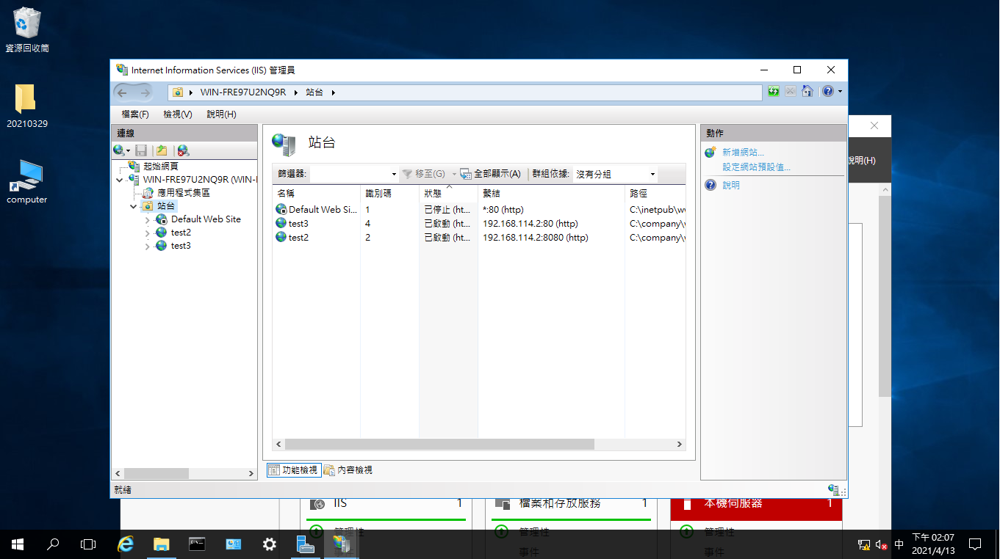 資源回收筒
20210329
computer
Internet Information Services (IIS) 管理員
WIN-FRE97U2NQ9R
站台
檔案(F)
檢視(V)
說明(H)
連線
起始網頁
WIN-FRE97U2NQ9R (WIN-
應用程式集區
站台
Default Web Site
test2
test3
站台
篩選器:
移至(G)
全部顯示(A)
群組依據:
沒有分組
名稱
識別碼
狀態
繫結
路徑
Default Web Si...
1
已停止 (ht...
*:80 (http)
C:\inetpub\w
test3
4
已啟動 (ht...
192.168.114.2:80 (http)
C:\company\
test2
2
已啟動 (ht...
192.168.114.2:8080 (http)
C:\company\
功能檢視
內容檢視
就緒
動作
新增網站...
設定網站預設值...
說明
說明(H)
IIS
1
管理性
事件
檔案和存放服務
1
管理性
事件
本機伺服器
1
管理性
事件
中
下午 02:07
2021/4/13